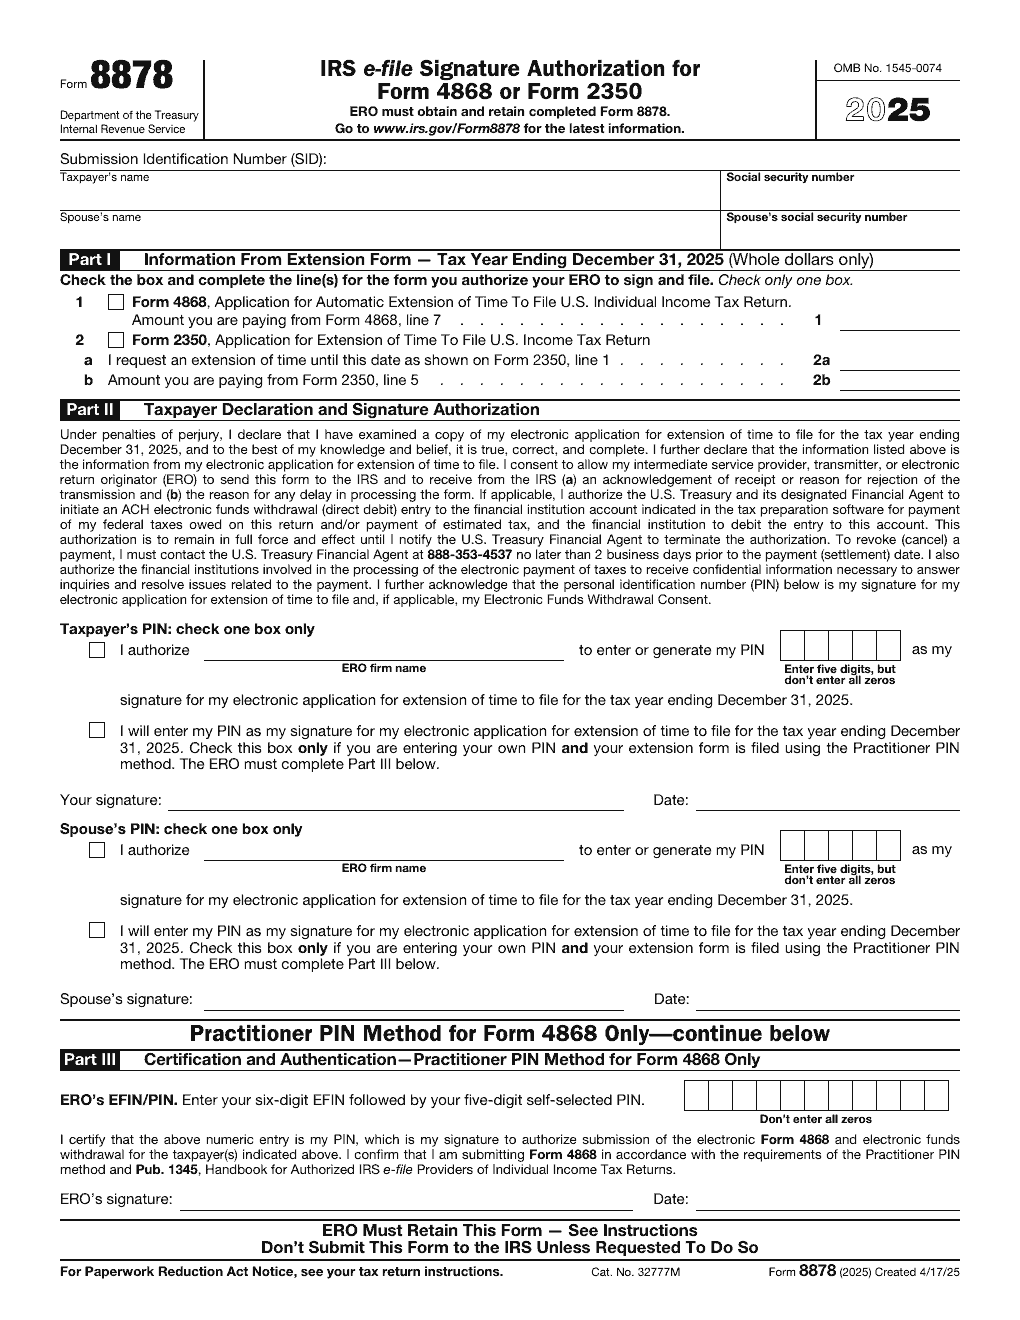 Form 8878
Department of the Treasury
Internal Revenue Service
IRS e-file Signature Authorization for
Form 4868 or Form 2350
ERO must obtain and retain completed Form 8878.
Go to www.irs.gov/Form8878 for the latest information.
OMB No. 1545-0074
2025
Submission Identification Number (SID):
Taxpayer's name
Social security number
Spouse's name
Spouse's social security number
Part I Information From Extension Form — Tax Year Ending December 31, 2025 (Whole dollars only)
Check the box and complete the line(s) for the form you authorize your ERO to sign and file. Check only one box.
1 Form 4868, Application for Automatic Extension of Time To File U.S. Individual Income Tax Return.
Amount you are paying from Form 4868, line 7 . . . . . . . . . . . . . . . . . 1
2 Form 2350, Application for Extension of Time To File U.S. Income Tax Return
a I request an extension of time until this date as shown on Form 2350, line 1 . . . . . . . . . 2a
b Amount you are paying from Form 2350, line 5 . . . . . . . . . . . . . . . . . . 2b
Part II Taxpayer Declaration and Signature Authorization
Under penalties of perjury, I declare that I have examined a copy of my electronic application for extension of time to file for the tax year ending
December 31, 2025, and to the best of my knowledge and belief, it is true, correct, and complete. I further declare that the information listed above is
the information from my electronic application for extension of time to file. I consent to allow my intermediate service provider, transmitter, or electronic
return originator (ERO) to send this form to the IRS and to receive from the IRS (a) an acknowledgement of receipt or reason for rejection of the
transmission and (b) the reason for any delay in processing the form. If applicable, I authorize the U.S. Treasury and its designated Financial Agent to
initiate an ACH electronic funds withdrawal (direct debit) entry to the financial institution account indicated in the tax preparation software for payment
of my federal taxes owed on this return and/or payment of estimated tax, and the financial institution to debit the entry to this account. This
authorization is to remain in full force and effect until I notify the U.S. Treasury Financial Agent to terminate the authorization. To revoke (cancel) a
payment, I must contact the U.S. Treasury Financial Agent at 888-353-4537 no later than 2 business days prior to the payment (settlement) date. I also
authorize the financial institutions involved in the processing of the electronic payment of taxes to receive confidential information necessary to answer
inquiries and resolve issues related to the payment. I further acknowledge that the personal identification number (PIN) below is my signature for my
electronic application for extension of time to file and, if applicable, my Electronic Funds Withdrawal Consent.
Taxpayer's PIN: check one box only
I authorize to enter or generate my PIN as my
ERO firm name
Enter five digits, but
don't enter all zeros
signature for my electronic application for extension of time to file for the tax year ending December 31, 2025.
I will enter my PIN as my signature for my electronic application for extension of time to file for the tax year ending December
31, 2025. Check this box only if you are entering your own PIN and your extension form is filed using the Practitioner PIN
method. The ERO must complete Part III below.
Your signature: Date:
Spouse's PIN: check one box only
I authorize to enter or generate my PIN as my
ERO firm name
Enter five digits, but
don't enter all zeros
signature for my electronic application for extension of time to file for the tax year ending December 31, 2025.
I will enter my PIN as my signature for my electronic application for extension of time to file for the tax year ending December
31, 2025. Check this box only if you are entering your own PIN and your extension form is filed using the Practitioner PIN
method. The ERO must complete Part III below.
Spouse's signature: Date:
Practitioner PIN Method for Form 4868 Only—continue below
Part III Certification and Authentication—Practitioner PIN Method for Form 4868 Only
ERO's EFIN/PIN. Enter your six-digit EFIN followed by your five-digit self-selected PIN.
Don't enter all zeros
I certify that the above numeric entry is my PIN, which is my signature to authorize submission of the electronic Form 4868 and electronic funds
withdrawal for the taxpayer(s) indicated above. I confirm that I am submitting Form 4868 in accordance with the requirements of the Practitioner PIN
method and Pub. 1345, Handbook for Authorized IRS e-file Providers of Individual Income Tax Returns.
ERO's signature: Date:
ERO Must Retain This Form — See Instructions
Don't Submit This Form to the IRS Unless Requested To Do So
For Paperwork Reduction Act Notice, see your tax return instructions. Cat. No. 32777M Form 8878 (2025) Created 4/17/25